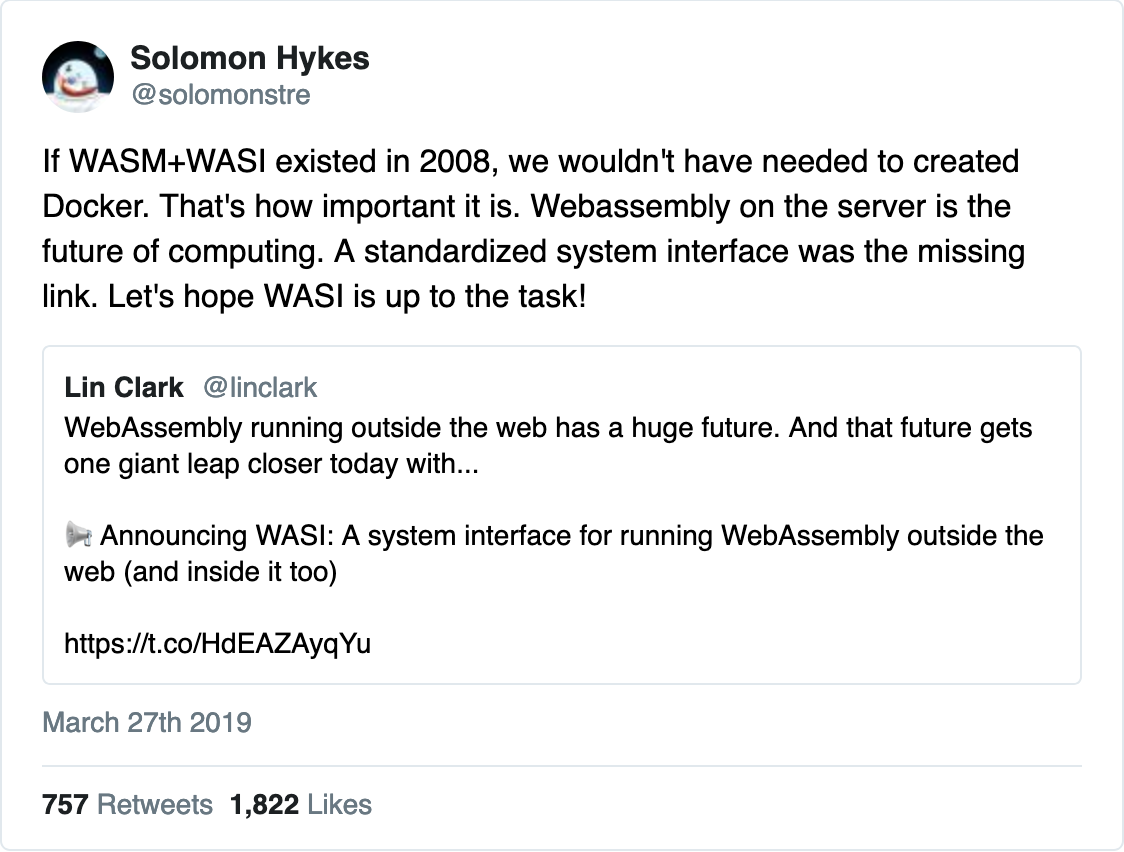 Solomon Hykes
@solomonstre
If WASM+WASI existed in 2008, we wouldn't have needed to created
Docker. That's how important it is. Webassembly on the server is the
future of computing. A standardized system interface was the missing
link. Let's hope WASI is up to the task!
Lin Clark @linclark
WebAssembly running outside the web has a huge future. And that future gets
one giant leap closer today with...
📢 Announcing WASI: A system interface for running WebAssembly outside the
web (and inside it too)
https://t.co/HdEAZAyqYu
March 27th 2019
757 Retweets 1,822 Likes